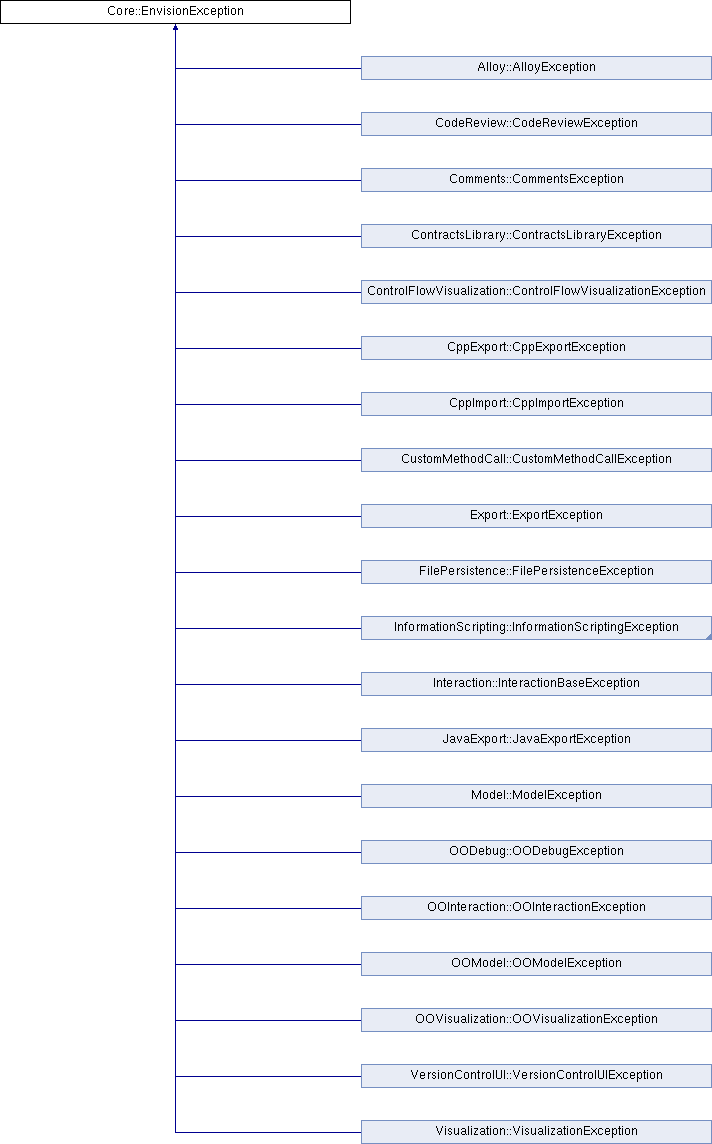 Core::EnvisionException
Alloy::AlloyException
CodeReview::CodeReviewException
Comments::CommentsException
ContractsLibrary::ContractsLibraryException
ControlFlowVisualization::ControlFlowVisualizationException
CppExport::CppExportException
CppImport::CppImportException
CustomMethodCall::CustomMethodCallException
Export::ExportException
FilePersistence::FilePersistenceException
InformationScripting::InformationScriptingException
Interaction::InteractionBaseException
JavaExport::JavaExportException
Model::ModelException
OODebug::OODebugException
OOInteraction::OOInteractionException
OOModel::OOModelException
OOVisualization::OOVisualizationException
VersionControlUI::VersionControlUIException
Visualization::VisualizationException